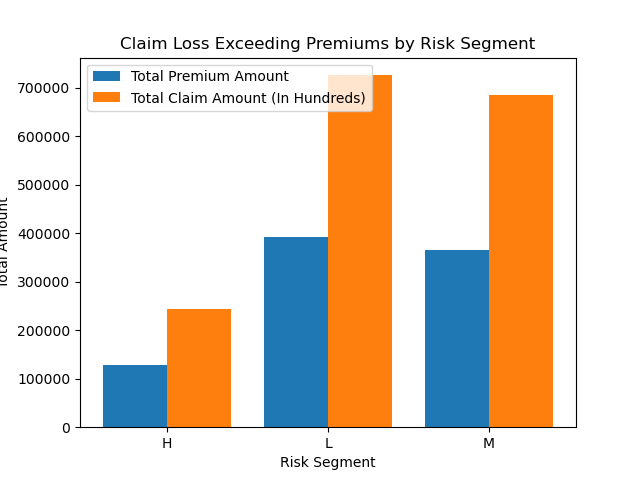 Claim Loss Exceeding Premiums by Risk Segment
Total Premium Amount
Total Claim Amount (In Hundreds)
700000
600000
500000
400000
300000
200000
100000
0
Total Amount
H
L
M
Risk Segment